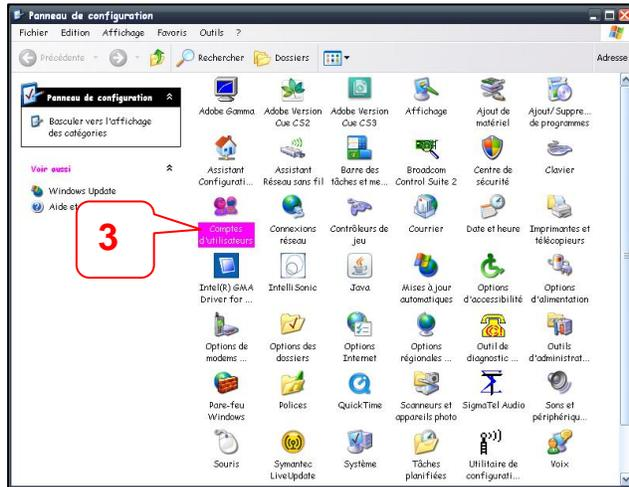 Panneau de configuration
Fichier Edition Affichage Favoris Outils ?
Précédente Rechercher Dossiers Adresse
Panneau de configuration
Basculer vers l'affichage
des catégories
Voir aussi
Windows Update
Aide et
3
Adobe Gamma Adobe Version Adobe Version Affichage Ajout de Ajout/Suppre...
Cue CS2 Cue CS3 matériel de programmes
Assistant Assistant Barre des Broadcom Centre de Clavier
Configurati... Réseau sans fil tâches et me... Control Suite 2 sécurité
Comptes Connexions Contrôleurs de Courrier Date et heure Imprimantes et
d'utilisateurs réseau jeu télécopieurs
Intel(R) GMA IntelliSonic Java Mises à jour Options Options
Driver for ... automatiques d'accessibilité d'alimentation
Options de Options des Options Options Outil de Outils
modems ... dossiers Internet régionales ... diagnostic ... d'administrat...
Pare-feu Polices QuickTime Scanneurs et SigmaTel Audio Sons et
Windows appareils photo périphériqu...
Souris Symantec Système Tâches Utilitaire de Voix
LiveUpdate planifiées configurati...